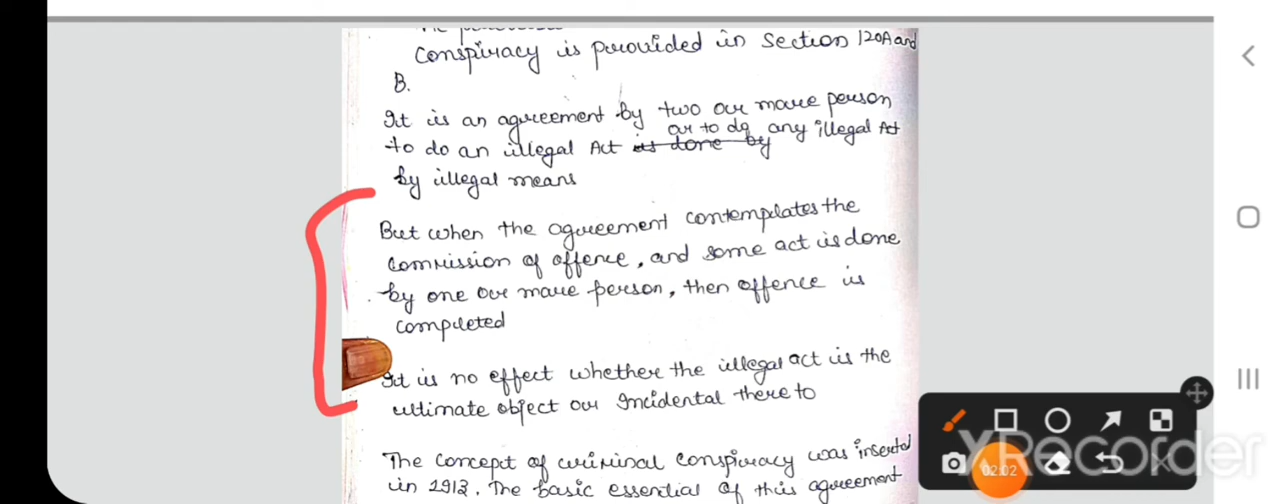 Conspiracy is provided in Section 120A and
B.
It is an agreement by two or more person
to do an illegal Act is done by or to do any illegal Act
by illegal means
But when the agreement contemplates the
commission of offence, and some act is done
by one or more person, then offence is
completed
It is no effect whether the illegal act is the
ultimate object or incidental there to
The concept of criminal conspiracy was inserted
in 1913. The basic essential of this agreement
XRecorder
02:02